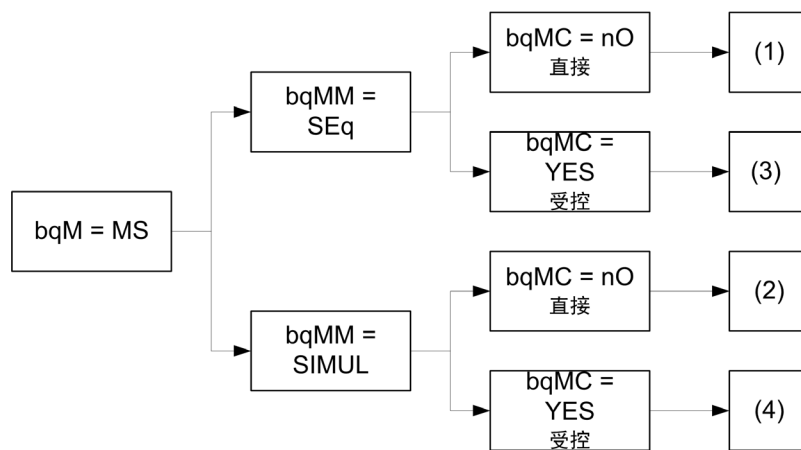 bqM = MS
bqMM =
SEq
bqMC = nO
直接
(1)
bqMC =
YES
受控
(3)
bqMM =
SIMUL
bqMC = nO
直接
(2)
bqMC =
YES
受控
(4)